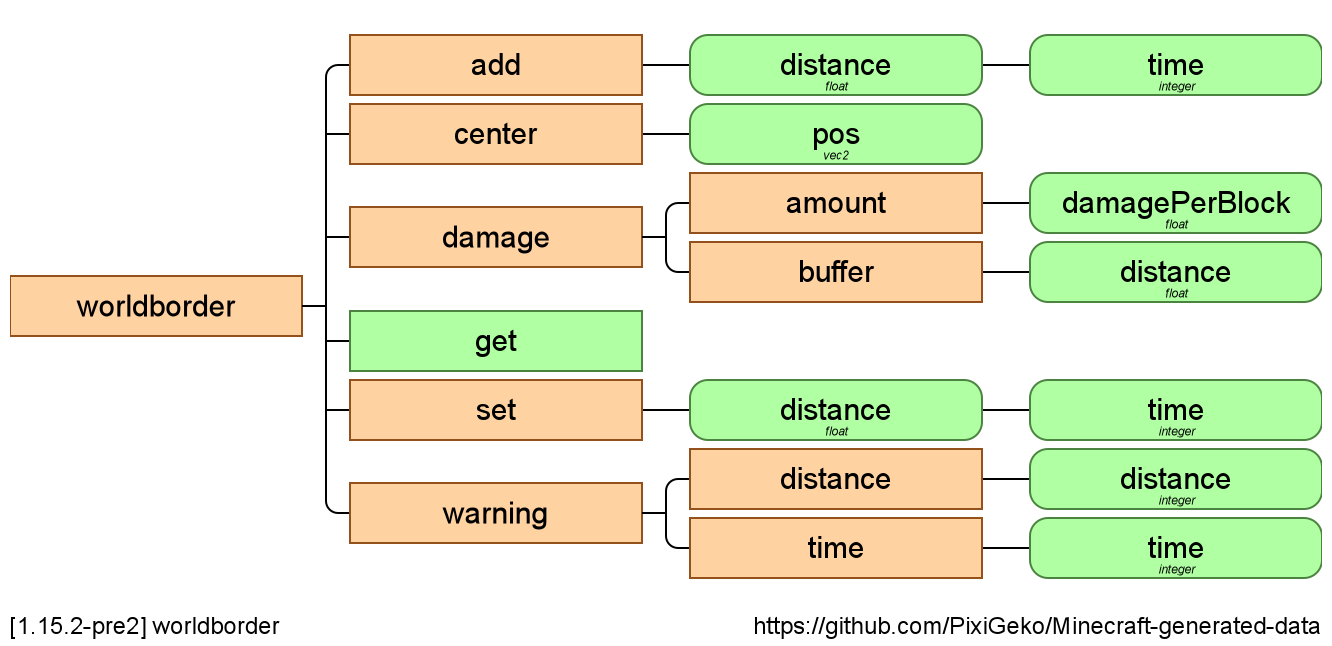 add
distance
float
time
integer
center
pos
vec2
damage
amount
damagePerBlock
float
buffer
distance
float
worldborder
get
set
distance
float
time
integer
warning
distance
distance
integer
time
time
integer
[1.15.2-pre2] worldborder
https://github.com/PixiGeko/Minecraft-generated-data